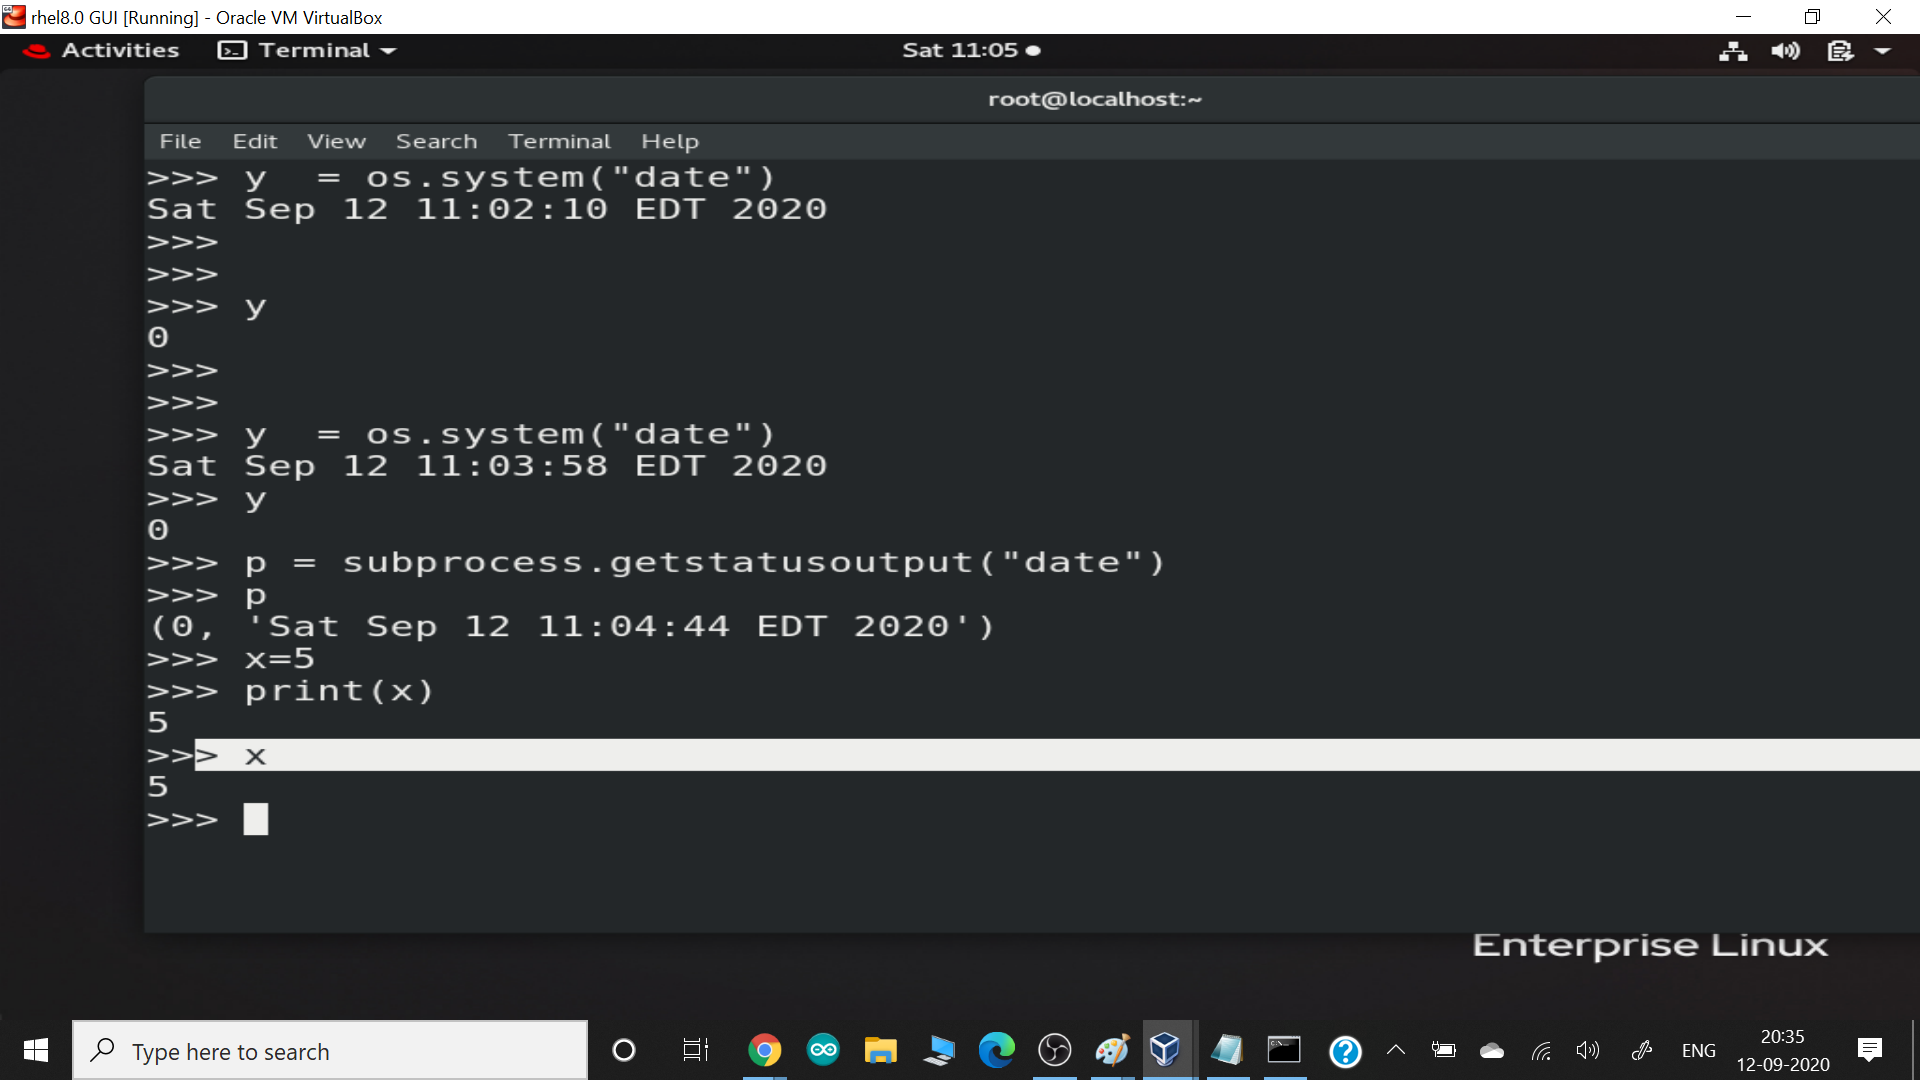 rhel8.0 GUI [Running] - Oracle VM VirtualBox
Activities Terminal Sat 11:05
root@localhost:~
File Edit View Search Terminal Help
>>> y  = os.system("date")
Sat Sep 12 11:02:10 EDT 2020
>>>
>>>
>>> y
0
>>>
>>>
>>> y  = os.system("date")
Sat Sep 12 11:03:58 EDT 2020
>>> y
0
>>> p = subprocess.getstatusoutput("date")
>>> p
(0, 'Sat Sep 12 11:04:44 EDT 2020')
>>> x=5
>>> print(x)
5
>>> x
5
>>>
Enterprise Linux
Type here to search
ENG
20:35
12-09-2020